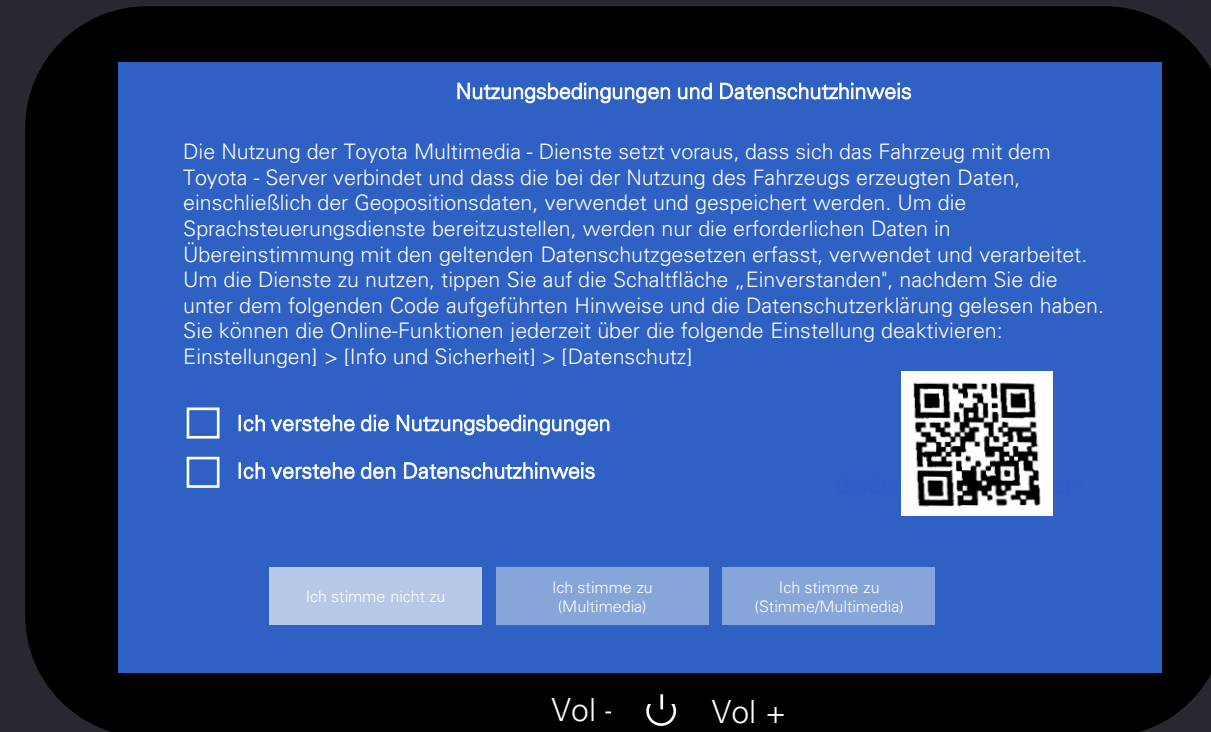 Nutzungsbedingungen und Datenschutzhinweis
Die Nutzung der Toyota Multimedia - Dienste setzt voraus, dass sich das Fahrzeug mit dem
Toyota - Server verbindet und dass die bei der Nutzung des Fahrzeugs erzeugten Daten,
einschließlich der Geopositionsdaten, verwendet und gespeichert werden. Um die
Sprachsteuerungsdienste bereitzustellen, werden nur die erforderlichen Daten in
Übereinstimmung mit den geltenden Datenschutzgesetzen erfasst, verwendet und verarbeitet.
Um die Dienste zu nutzen, tippen Sie auf die Schaltfläche „Einverstanden", nachdem Sie die
unter dem folgenden Code aufgeführten Hinweise und die Datenschutzerklärung gelesen haben.
Sie können die Online-Funktionen jederzeit über die folgende Einstellung deaktivieren:
Einstellungen] > [Info und Sicherheit] > [Datenschutz]
Ich verstehe die Nutzungsbedingungen
Ich verstehe den Datenschutzhinweis
Ich stimme nicht zu
Ich stimme zu
(Multimedia)
Ich stimme zu
(Stimme/Multimedia)
Vol - Vol +